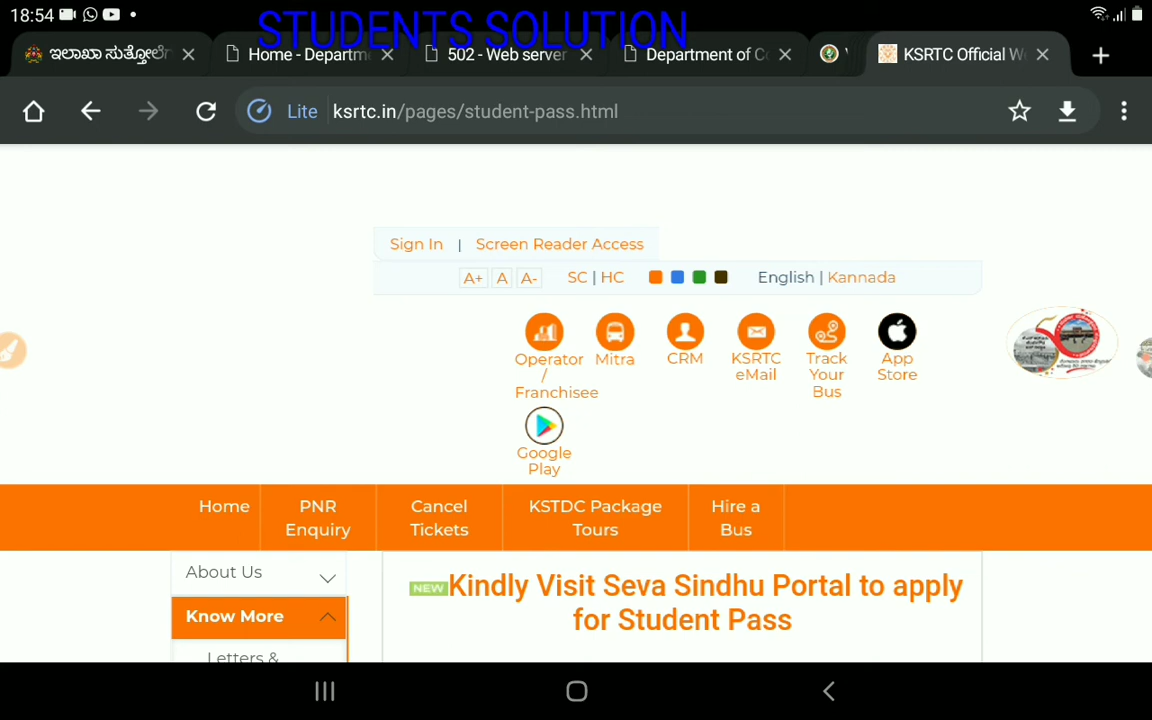 18:54
STUDENTS SOLUTION
ಇಲಾಖಾ ಸುತ್ತೋಲೆ
Home - Departm
502 - Web server
Department of Co
KSRTC Official W
Lite ksrtc.in/pages/student-pass.html
Sign In | Screen Reader Access
A+ A A- SC | HC English | Kannada
Operator
/
Franchisee
Mitra
CRM
KSRTC
eMail
Track
Your
Bus
App
Store
Google
Play
Home
PNR
Enquiry
Cancel
Tickets
KSTDC Package
Tours
Hire a
Bus
About Us
Know More
Letters &
NEW Kindly Visit Seva Sindhu Portal to apply
for Student Pass